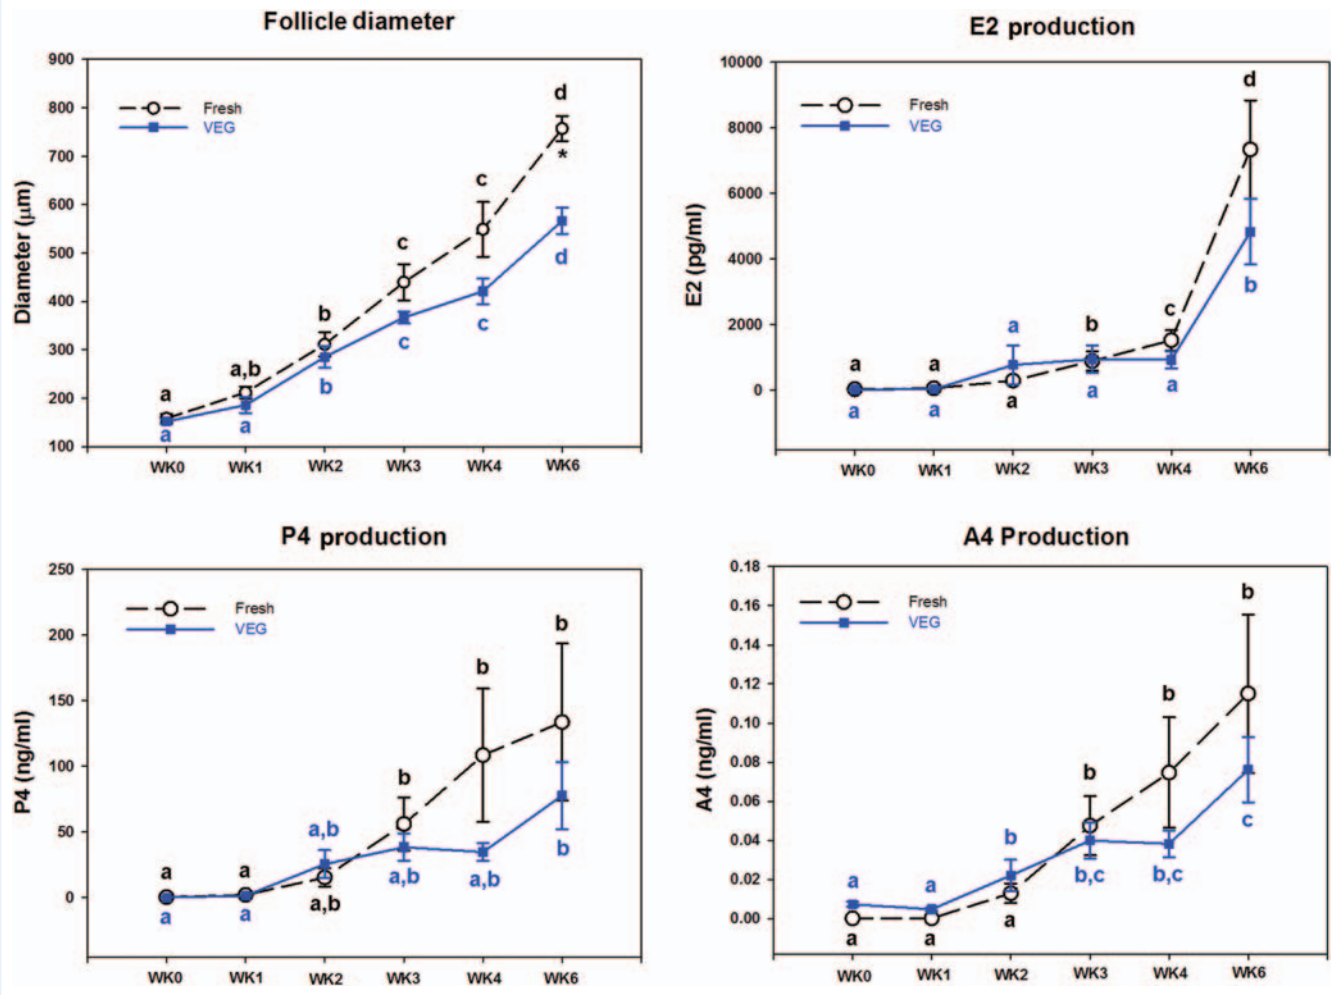 Follicle diameter
900
800
700
600
500
400
300
200
100
Diameter (μm)
Fresh
VEG
a
a,b
b
c
c
d
*
a
a
b
c
c
d
WK0 WK1 WK2 WK3 WK4 WK6
E2 production
10000
8000
6000
4000
2000
0
E2 (pg/ml)
Fresh
VEG
a
a
a
b
c
d
a
a
a
a
a
b
WK0 WK1 WK2 WK3 WK4 WK6
P4 production
250
200
150
100
50
0
P4 (ng/ml)
Fresh
VEG
a
a
a,b
b
b
b
a
a
a,b
a,b
a,b
b
WK0 WK1 WK2 WK3 WK4 WK6
A4 Production
0.18
0.16
0.14
0.12
0.10
0.08
0.06
0.04
0.02
0.00
A4 (ng/ml)
Fresh
VEG
a
a
b
b
b
b
a
a
a
b,c
b,c
c
WK0 WK1 WK2 WK3 WK4 WK6